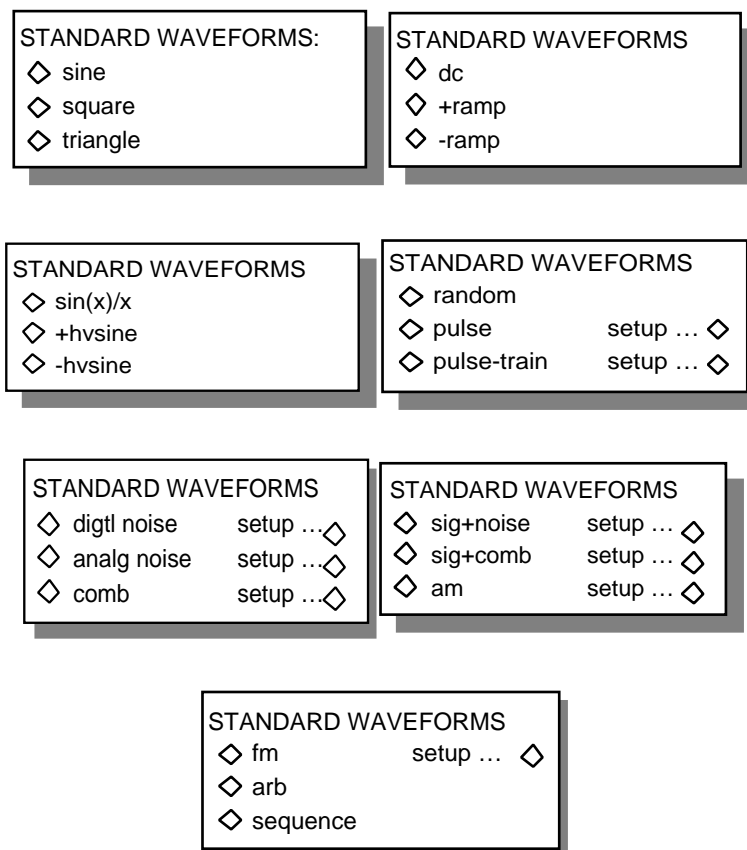 STANDARD WAVEFORMS:
sine
square
triangle
STANDARD WAVEFORMS
dc
+ramp
-ramp
STANDARD WAVEFORMS
sin(x)/x
+hvsine
-hvsine
STANDARD WAVEFORMS
random
pulse setup …
pulse-train setup …
STANDARD WAVEFORMS
digtl noise setup …
analg noise setup …
comb setup …
STANDARD WAVEFORMS
sig+noise setup …
sig+comb setup …
am setup …
STANDARD WAVEFORMS
fm setup …
arb
sequence